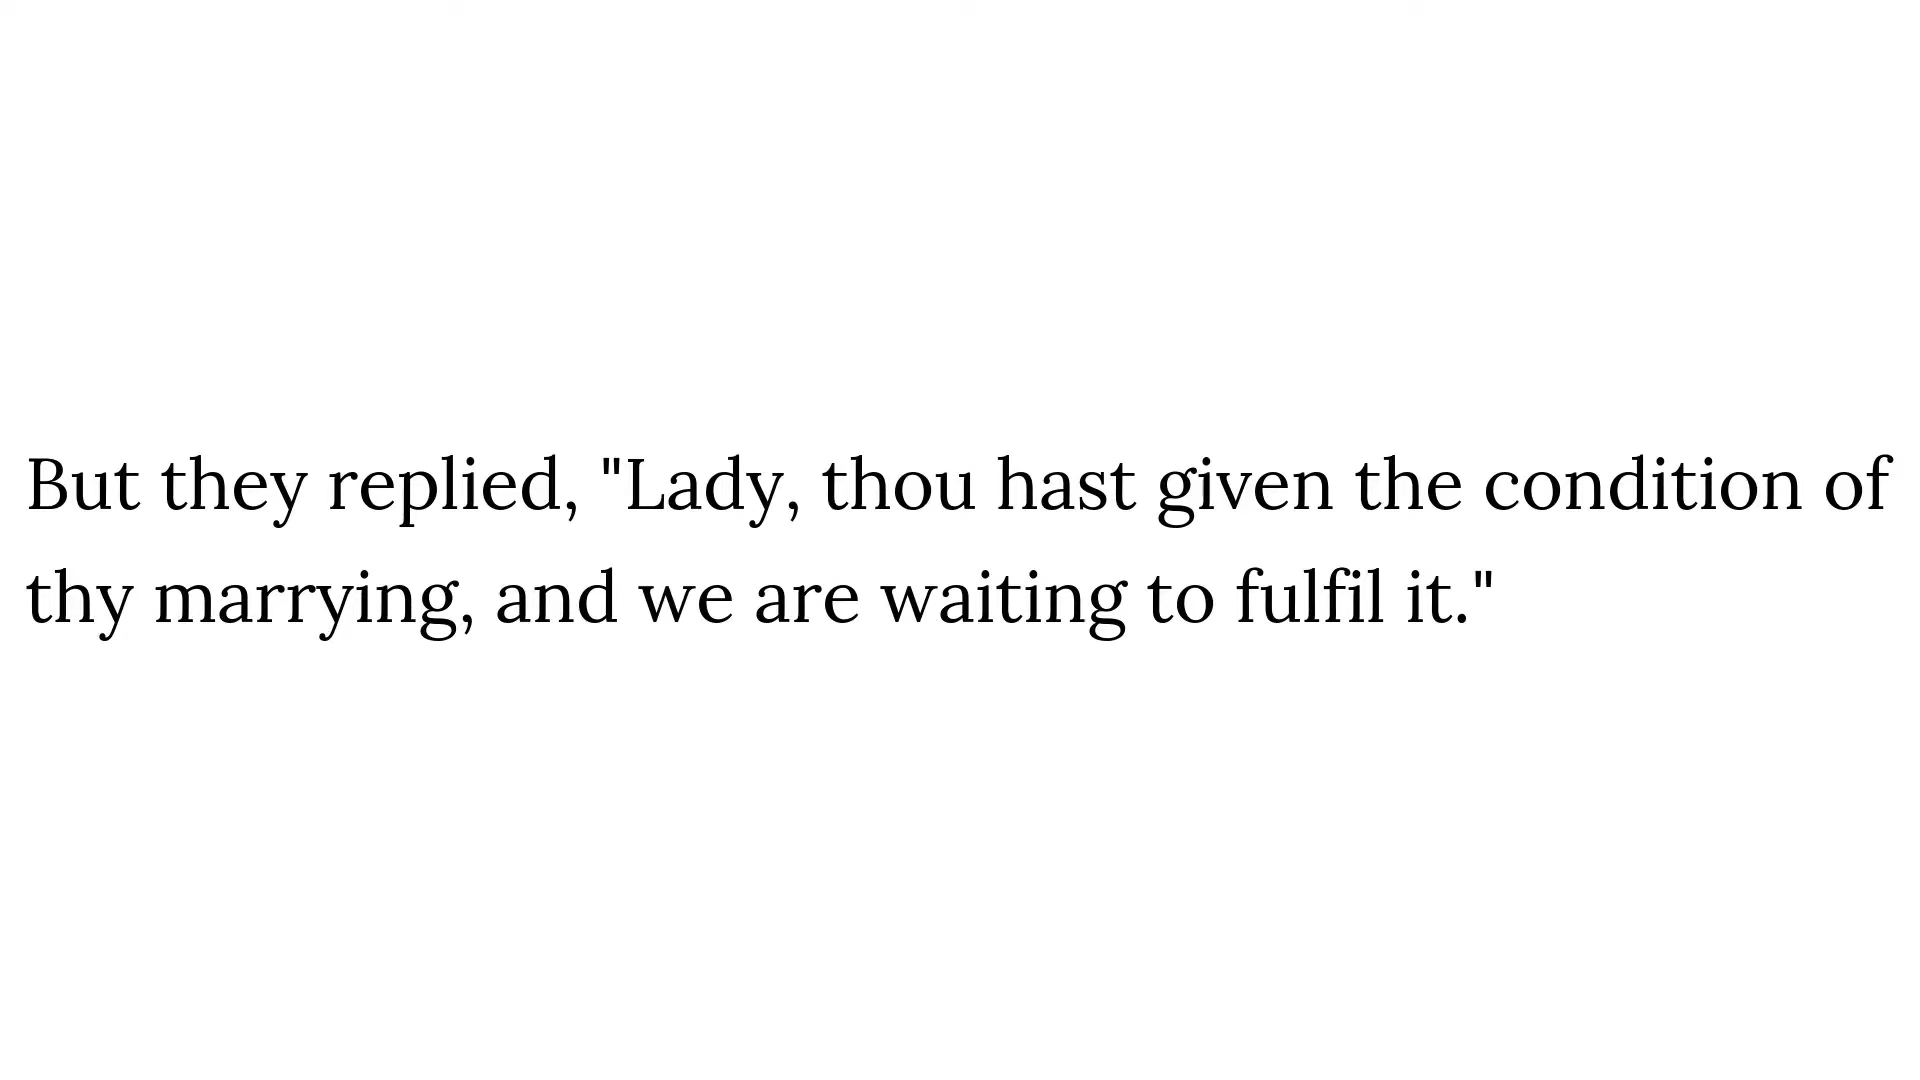 But they replied, "Lady, thou hast given the condition of
thy marrying, and we are waiting to fulfil it."